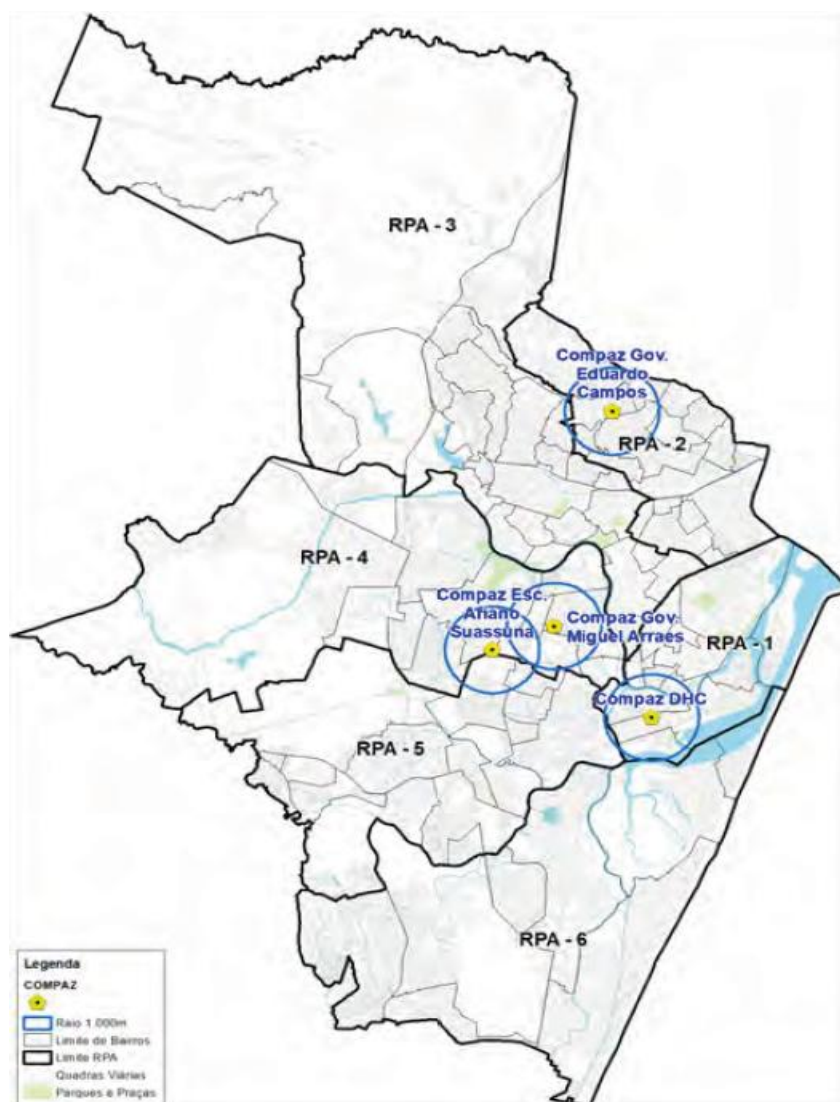 RPA - 3
Compaz Gov.
Eduardo
Campos
RPA - 2
RPA - 4
Compaz Esc.
Ariano
Suassuna
Compaz Gov.
Miguel Arraes
RPA - 1
Compaz DHC
RPA - 5
RPA - 6
Legenda
COMPAZ
Raio 1.000m
Limite de Bairros
Limite RPA
Quadras Viárias
Parques e Praças